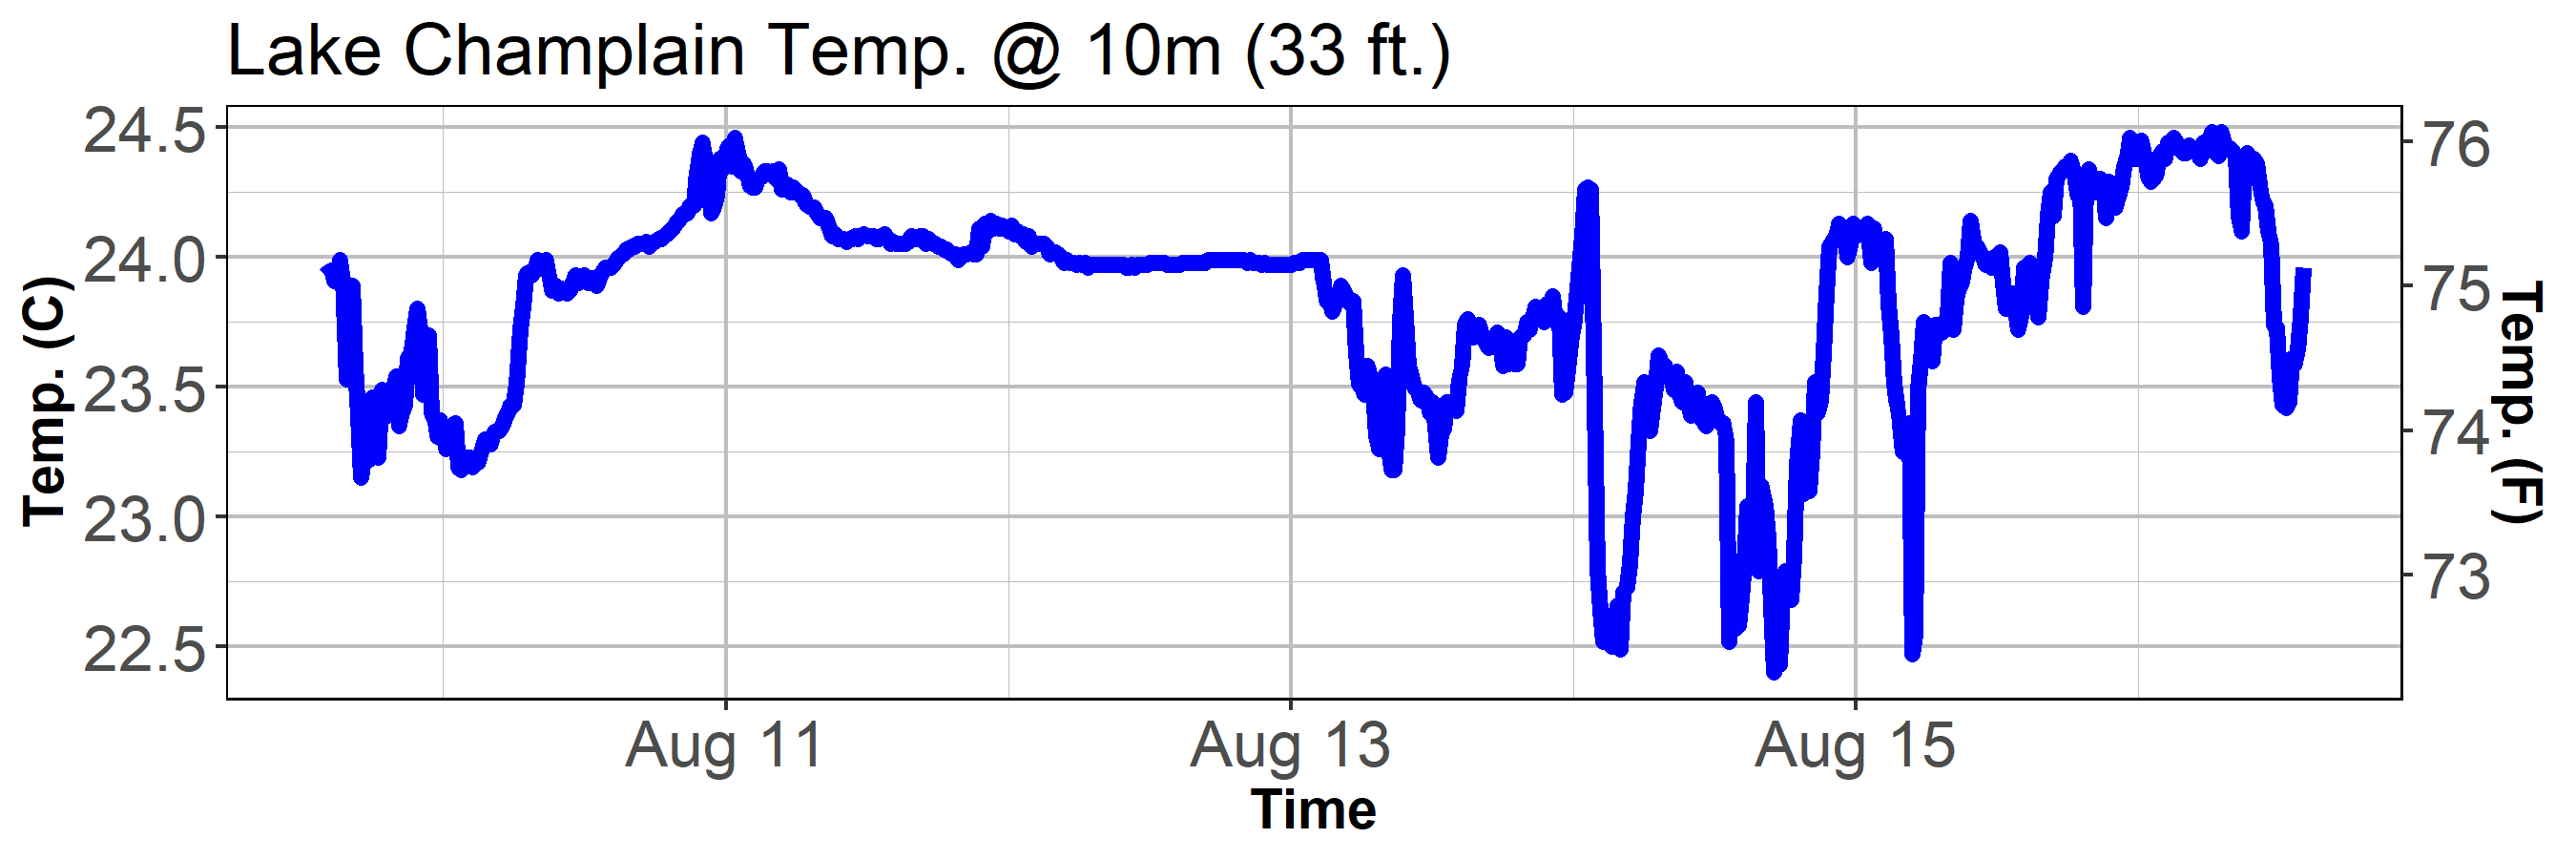 Lake Champlain Temp. @ 10m (33 ft.)
Temp. (C)
24.5
24.0
23.5
23.0
22.5
76
75
74
73
Temp. (F)
Aug 11
Aug 13
Aug 15
Time